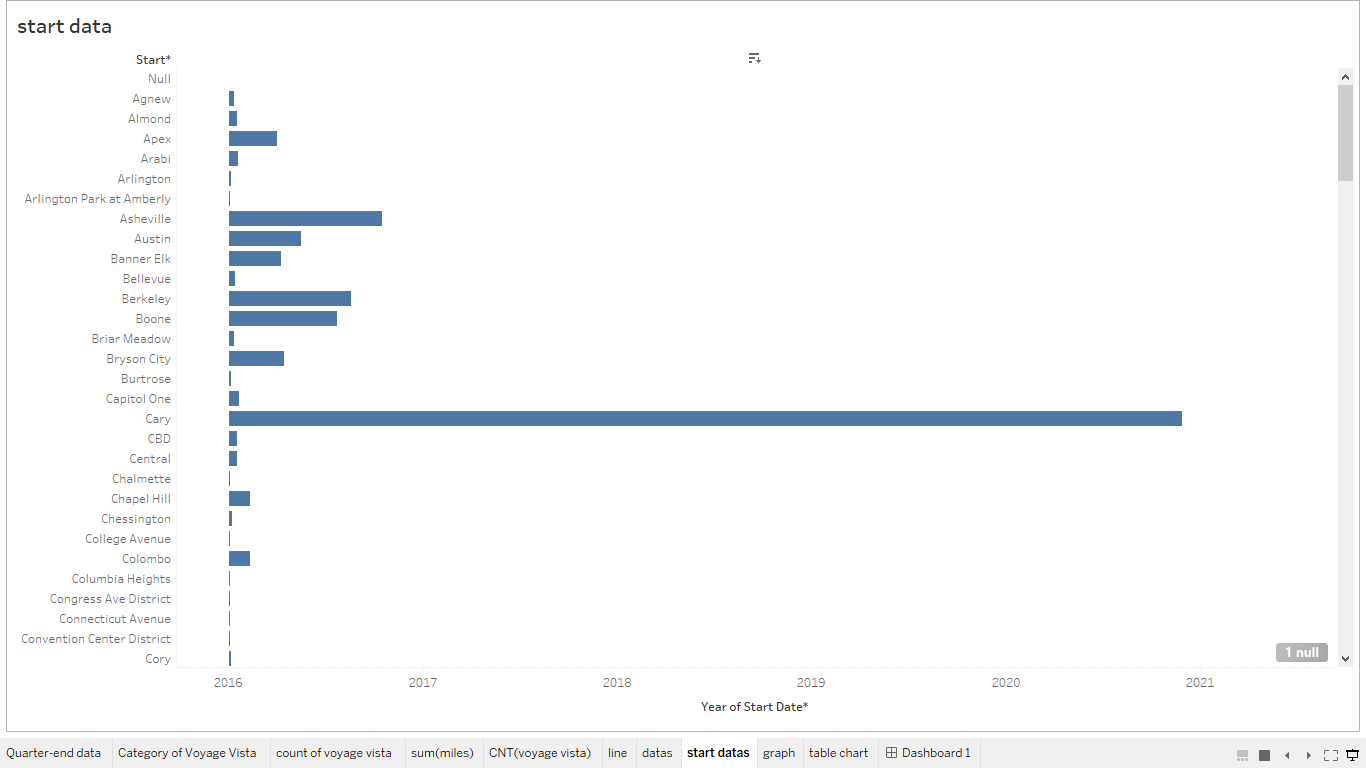 start data
Start*
Null
Agnew
Almond
Apex
Arabi
Arlington
Arlington Park at Amberly
Asheville
Austin
Banner Elk
Bellevue
Berkeley
Boone
Briar Meadow
Bryson City
Burtrose
Capitol One
Cary
CBD
Central
Chalmette
Chapel Hill
Chessington
College Avenue
Colombo
Columbia Heights
Congress Ave District
Connecticut Avenue
Convention Center District
Cory
1 null
2016 2017 2018 2019 2020 2021
Year of Start Date*
Quarter-end data Category of Voyage Vista count of voyage vista sum(miles) CNT(voyage vista) line datas start datas graph table chart Dashboard 1